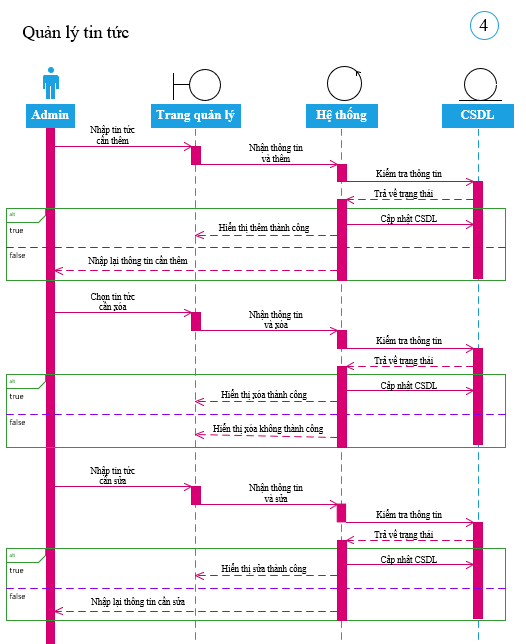 Quản lý tin tức
4
Admin
Trang quản lý
Hệ thống
CSDL
Nhập tin tức
cần thêm
Nhận thông tin
và thêm
Kiểm tra thông tin
Trả về trạng thái
alt
true
Cập nhật CSDL
Hiển thị thêm thành công
false
Nhập lại thông tin cần thêm
Chọn tin tức
cần xóa
Nhận thông tin
và xóa
Kiểm tra thông tin
Trả về trạng thái
alt
true
Cập nhật CSDL
Hiển thị xóa thành công
false
Hiển thị xóa không thành công
Nhập tin tức
cần sửa
Nhận thông tin
và sửa
Kiểm tra thông tin
Trả về trạng thái
alt
true
Cập nhật CSDL
Hiển thị sửa thành công
false
Nhập lại thông tin cần sửa